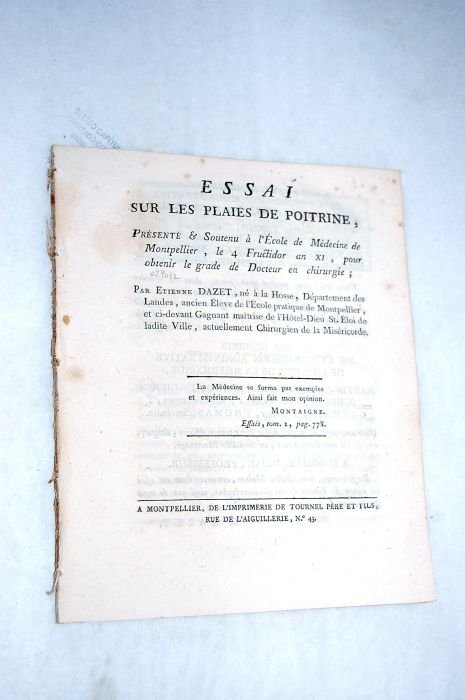 ESSAI
SUR LES PLAIES DE POITRINE,
PRÉSENTÉ & Soutenu à l'École de Médecine de
Montpellier, le 4 Fructidor an XI, pour
obtenir le grade de Docteur en chirurgie;
PAR ETIENNE DAZET, né à la Hosse, Département des
Landes, ancien Éleve de l'Ecole pratique de Montpellier,
et ci-devant Gagnant maîtrise de l'Hôtel-Dieu St. Eloi de
ladite Ville, actuellement Chirurgien de la Miséricorde.
La Médecine se forme par exemples
et expériences. Ainsi fait mon opinion.
MONTAIGNE.
Essais, tom. 2, pag. 778.
A MONTPELLIER, DE L'IMPRIMERIE DE TOURNEL PÈRE ET FILS,
RUE DE L'AIGUILLERIE, N.° 43.